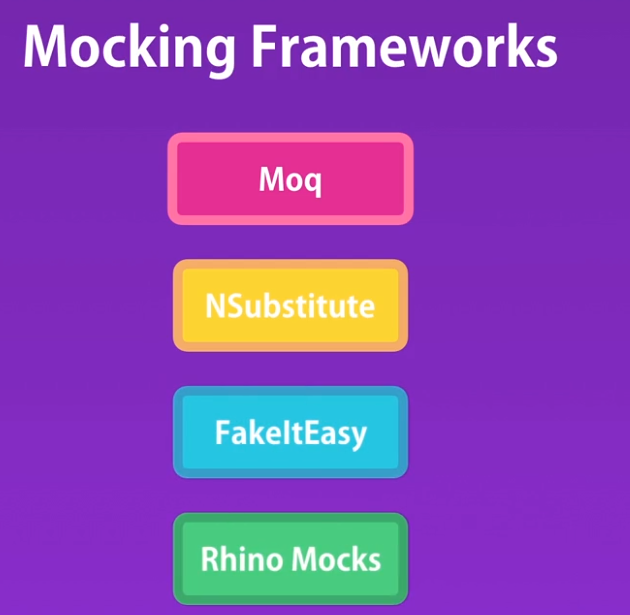 Mocking Frameworks
Moq
NSubstitute
FakeItEasy
Rhino Mocks